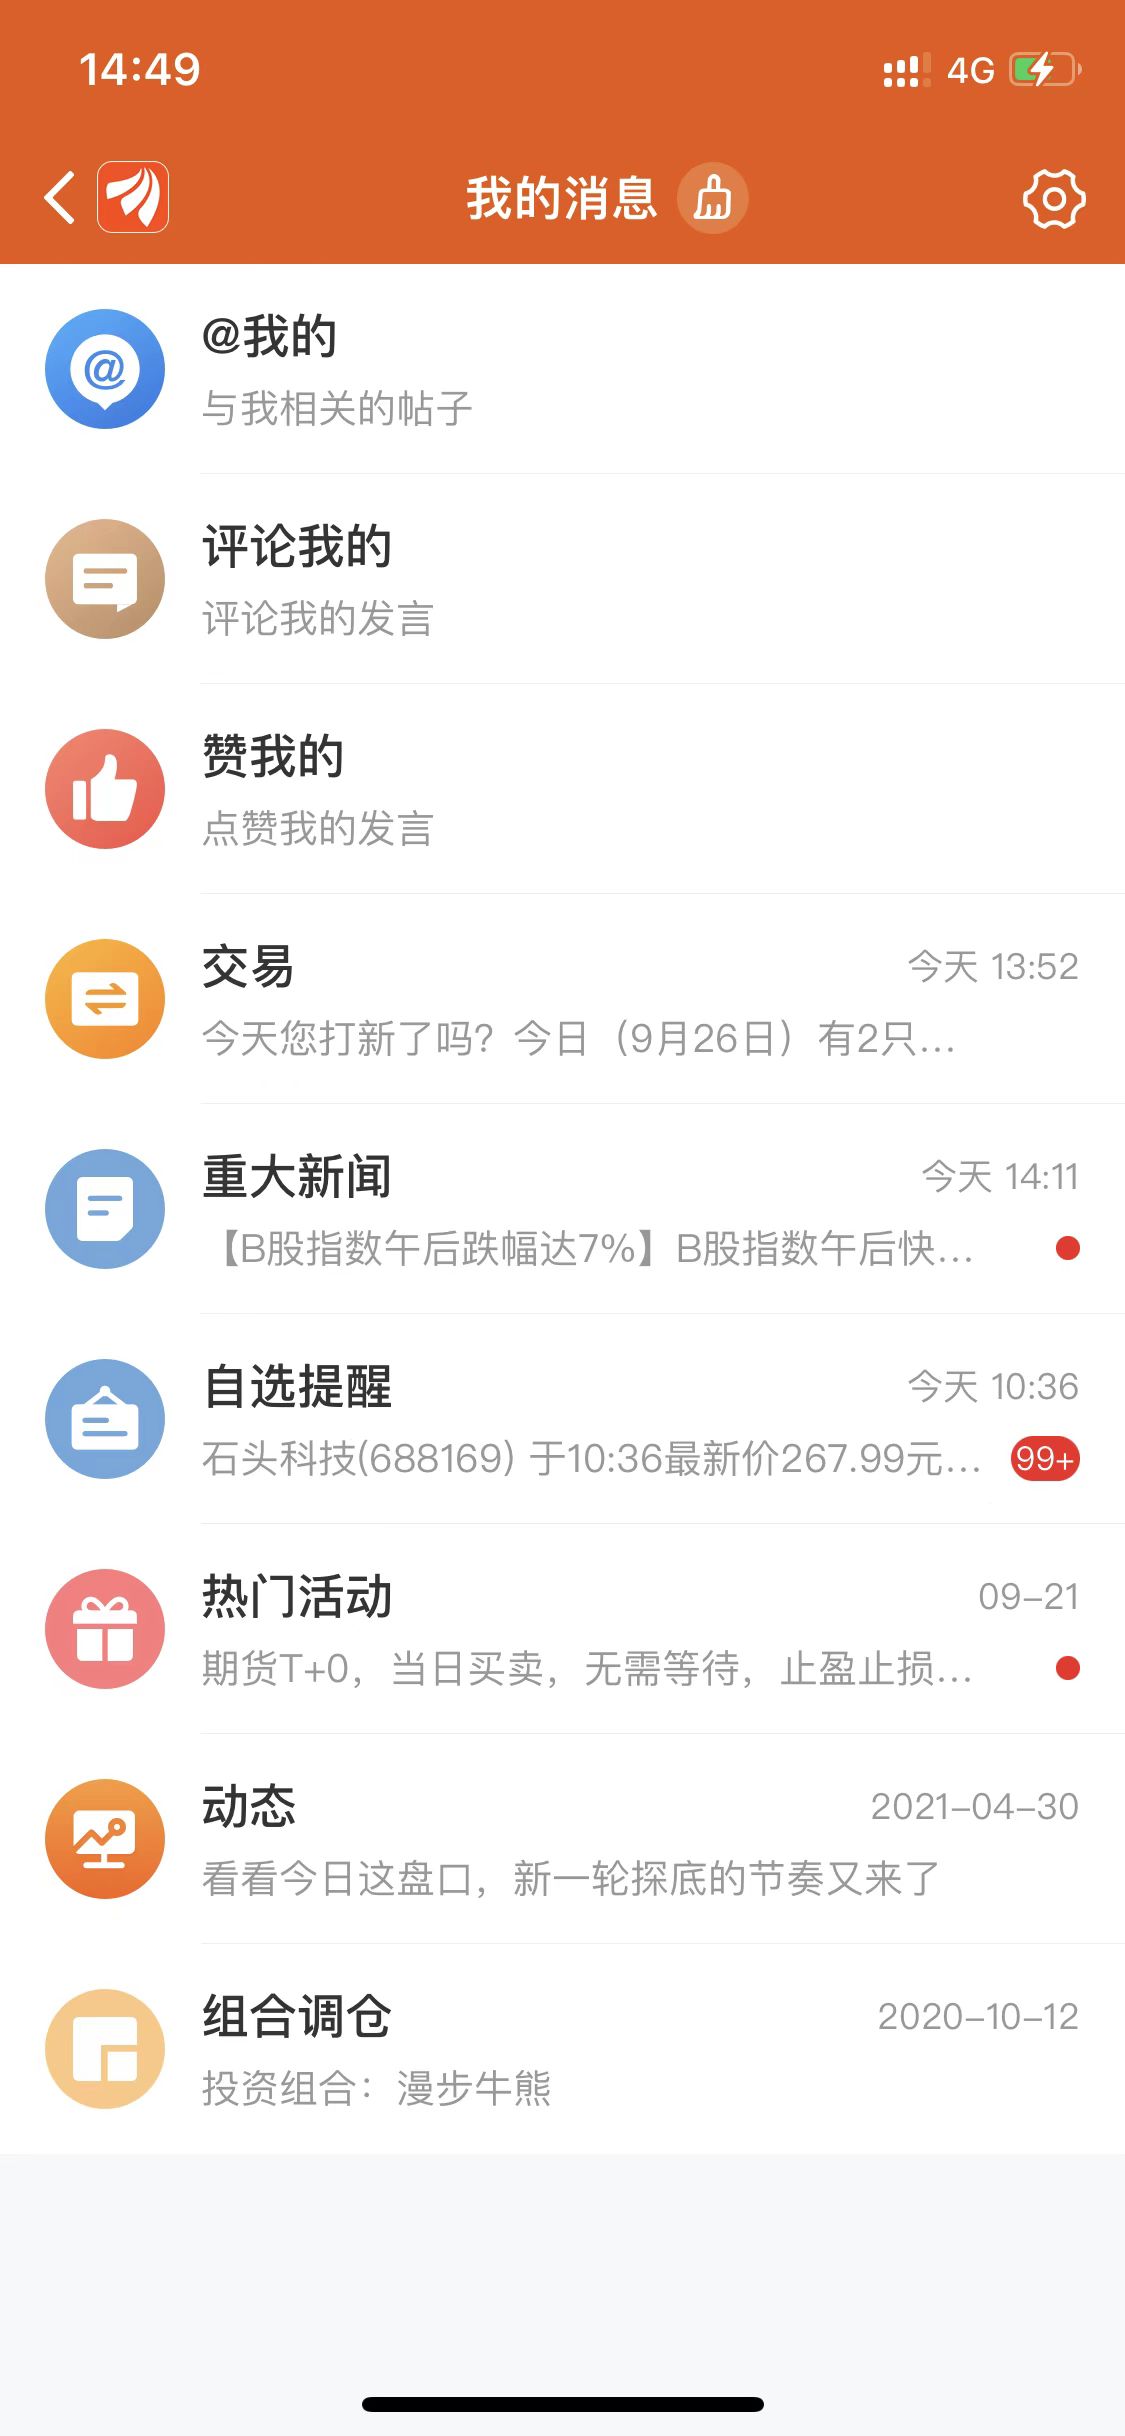 14:49
4G
我的消息
@我的
与我相关的帖子
评论我的
评论我的发言
赞我的
点赞我的发言
交易
今天 13:52
今天您打新了吗？今日（9月26日）有2只...
重大新闻
今天 14:11
【B股指数午后跌幅达7%】B股指数午后快...
自选提醒
今天 10:36
石头科技(688169) 于10:36最新价267.99元...
99+
热门活动
09-21
期货T+0，当日买卖，无需等待，止盈止损...
动态
2021-04-30
看看今日这盘口，新一轮探底的节奏又来了
组合调仓
2020-10-12
投资组合：漫步牛熊